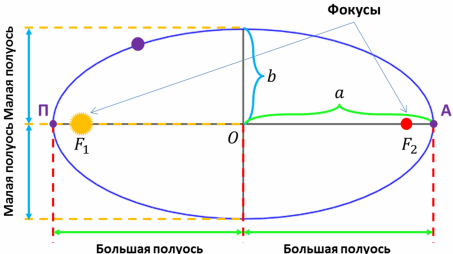 Фокусы
Малая полуось
Малая полуось
b
a
П
A
F1
O
F2
Большая полуось
Большая полуось